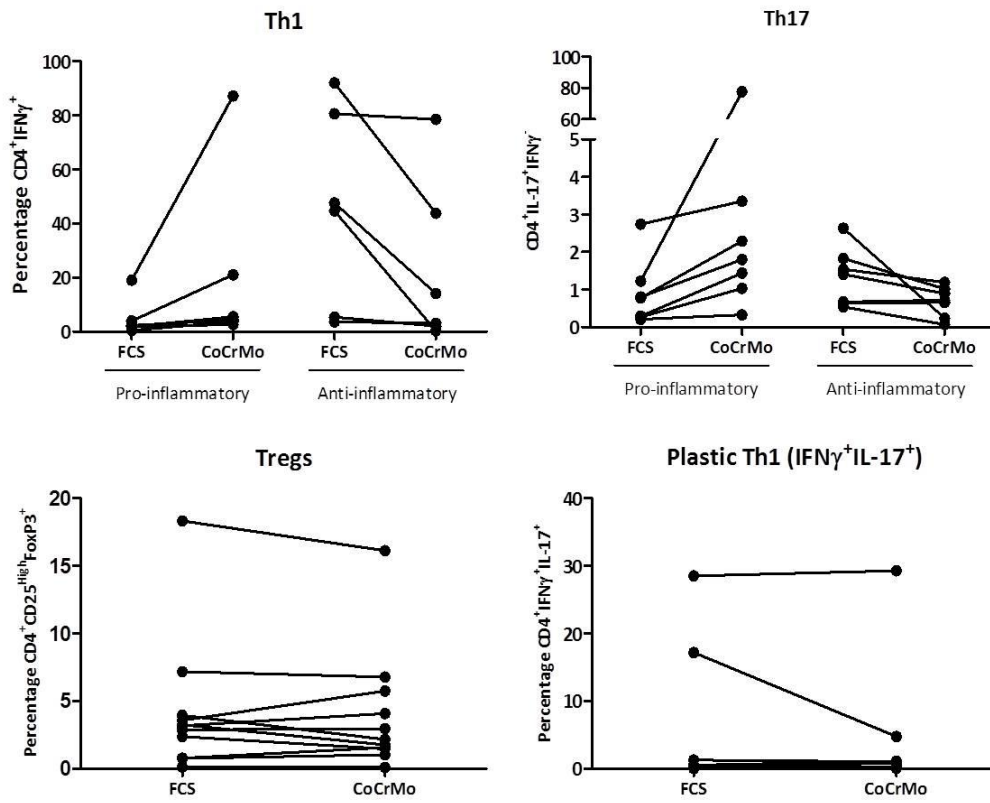 Th1
Percentage CD4⁺IFNγ⁺
100
80
60
40
20
0
FCS CoCrMo FCS CoCrMo
Pro-inflammatory Anti-inflammatory
Th17
CD4⁺IL-17⁺IFNγ⁻
100
80
60
5
4
3
2
1
0
FCS CoCrMo FCS CoCrMo
Pro-inflammatory Anti-inflammatory
Tregs
Percentage CD4⁺CD25ᴴⁱᵍʰFoxP3⁺
20
15
10
5
0
FCS CoCrMo
Plastic Th1 (IFNγ⁺IL-17⁺)
Percentage CD4⁺IFNγ⁺IL-17⁺
40
30
20
10
0
FCS CoCrMo